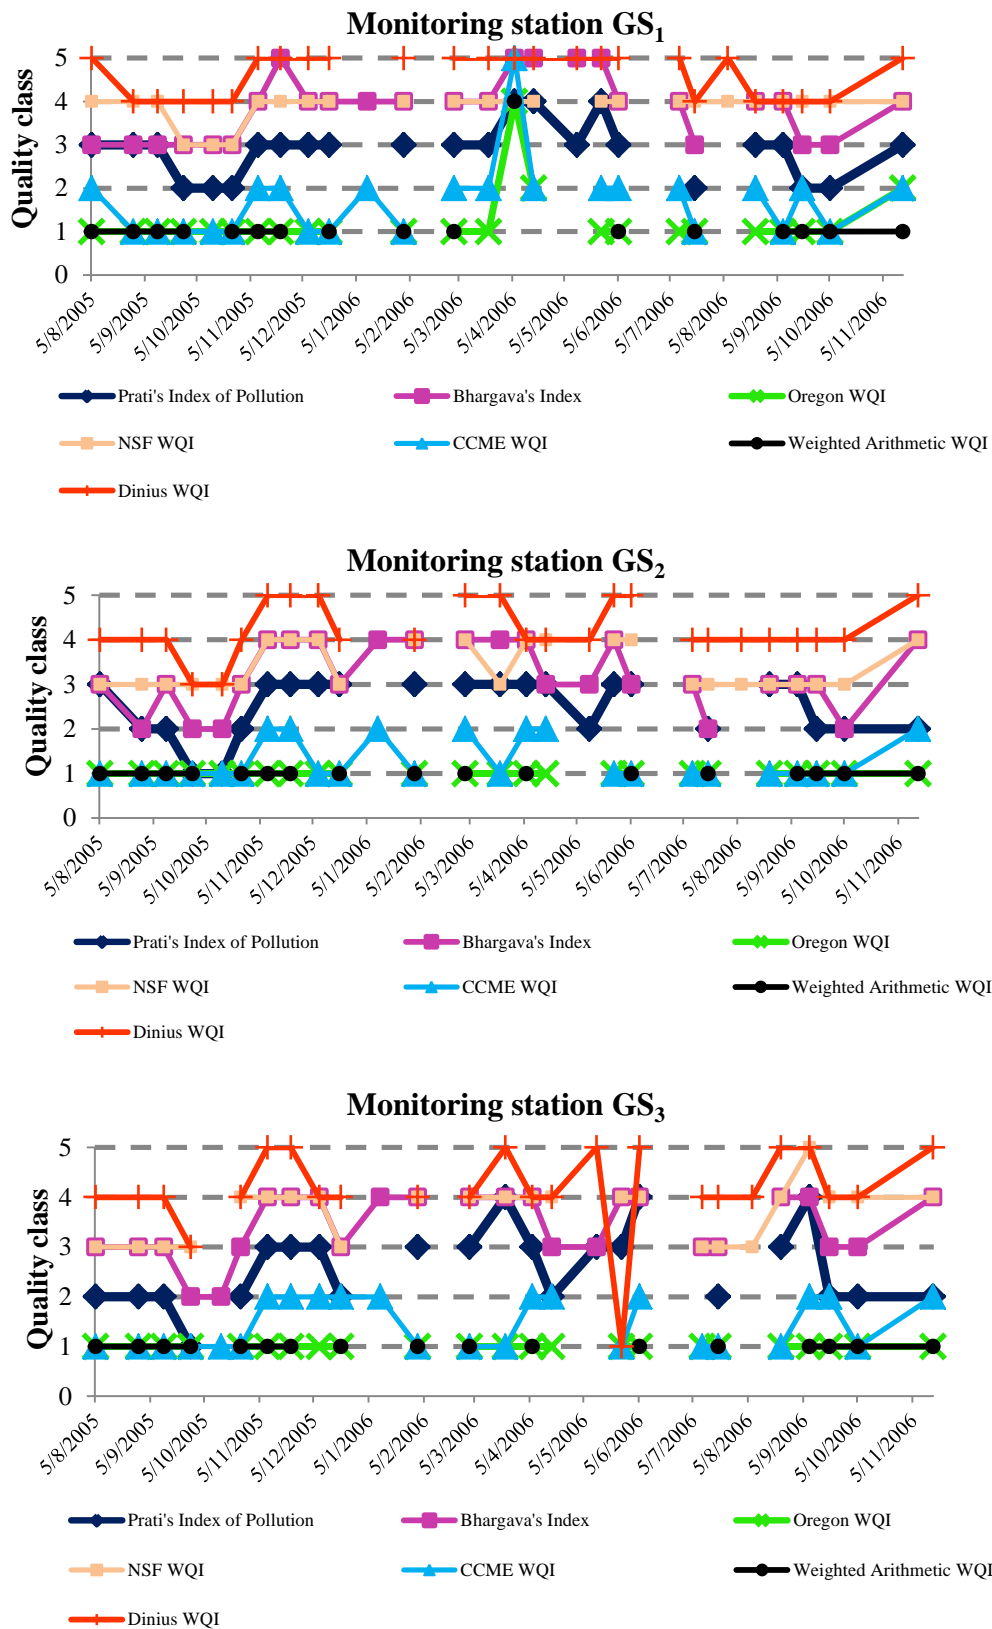 Monitoring station GS1
Quality class
5
4
3
2
1
0
5/8/2005 5/9/2005 5/10/2005 5/11/2005 5/12/2005 5/1/2006 5/2/2006 5/3/2006 5/4/2006 5/5/2006 5/6/2006 5/7/2006 5/8/2006 5/9/2006 5/10/2006 5/11/2006
Prati's Index of Pollution Bhargava's Index Oregon WQI
NSF WQI CCME WQI Weighted Arithmetic WQI
Dinius WQI
Monitoring station GS2
Quality class
5
4
3
2
1
0
5/8/2005 5/9/2005 5/10/2005 5/11/2005 5/12/2005 5/1/2006 5/2/2006 5/3/2006 5/4/2006 5/5/2006 5/6/2006 5/7/2006 5/8/2006 5/9/2006 5/10/2006 5/11/2006
Prati's Index of Pollution Bhargava's Index Oregon WQI
NSF WQI CCME WQI Weighted Arithmetic WQI
Dinius WQI
Monitoring station GS3
Quality class
5
4
3
2
1
0
5/8/2005 5/9/2005 5/10/2005 5/11/2005 5/12/2005 5/1/2006 5/2/2006 5/3/2006 5/4/2006 5/5/2006 5/6/2006 5/7/2006 5/8/2006 5/9/2006 5/10/2006 5/11/2006
Prati's Index of Pollution Bhargava's Index Oregon WQI
NSF WQI CCME WQI Weighted Arithmetic WQI
Dinius WQI